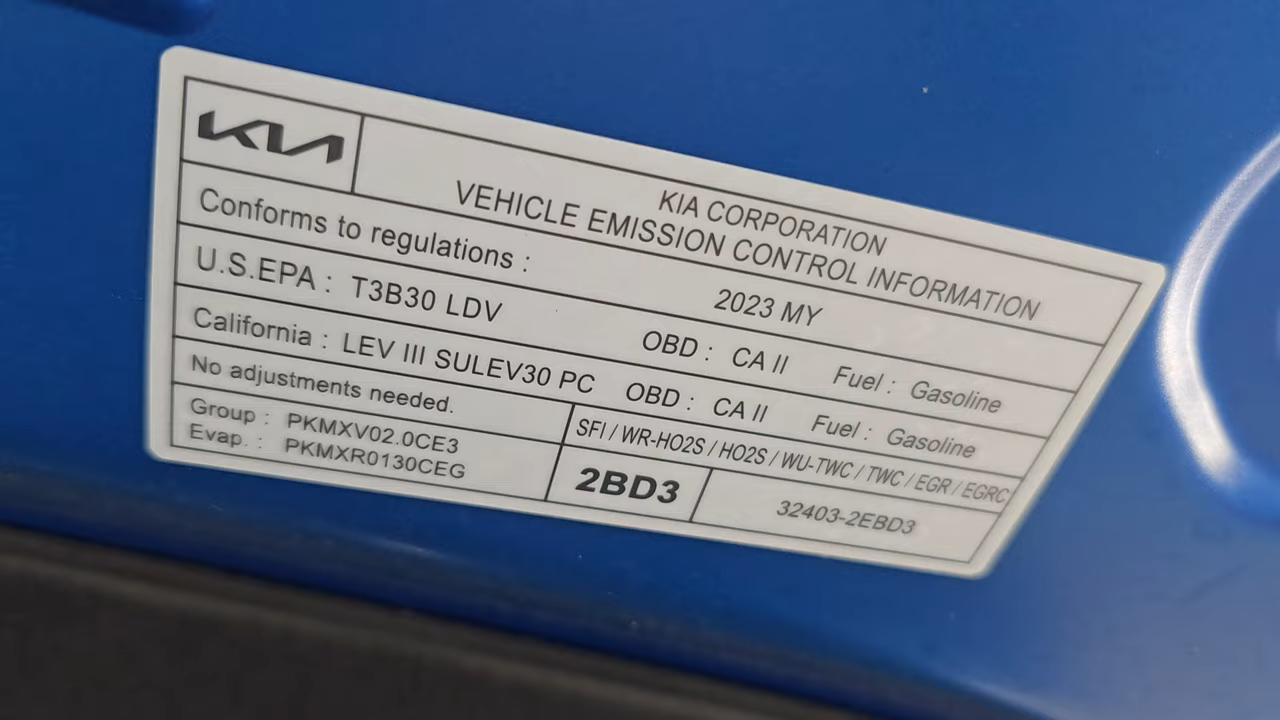 KIA
KIA CORPORATION
VEHICLE EMISSION CONTROL INFORMATION
Conforms to regulations : 2023 MY
U.S.EPA : T3B30 LDV OBD : CA II Fuel : Gasoline
California : LEV III SULEV30 PC OBD : CA II Fuel : Gasoline
No adjustments needed.
SFI / WR-HO2S / HO2S / WU-TWC / TWC / EGR / EGRC
Group : PKMXV02.0CE3
Evap. : PKMXR0130CEG
2BD3
32403-2EBD3